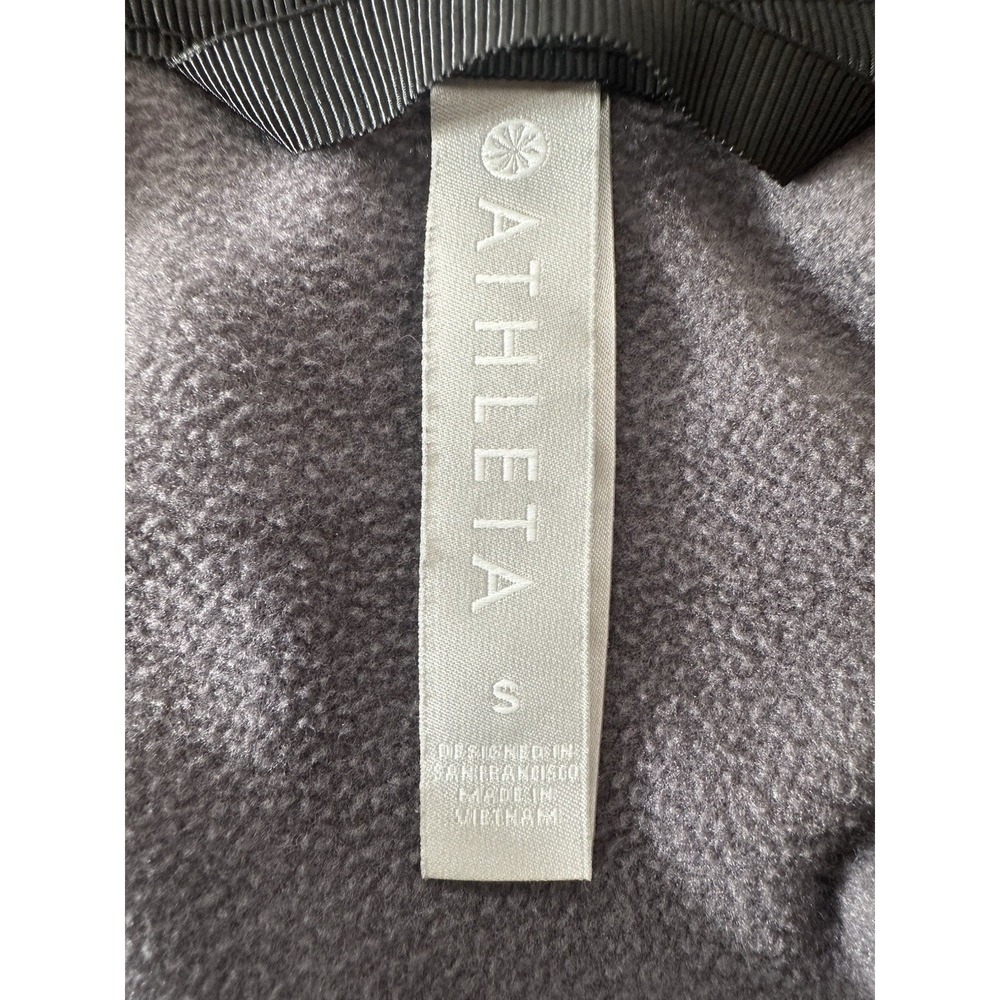 ATHLETA
S
DESIGNED IN
SAN FRANCISCO
MADE IN
VIETNAM